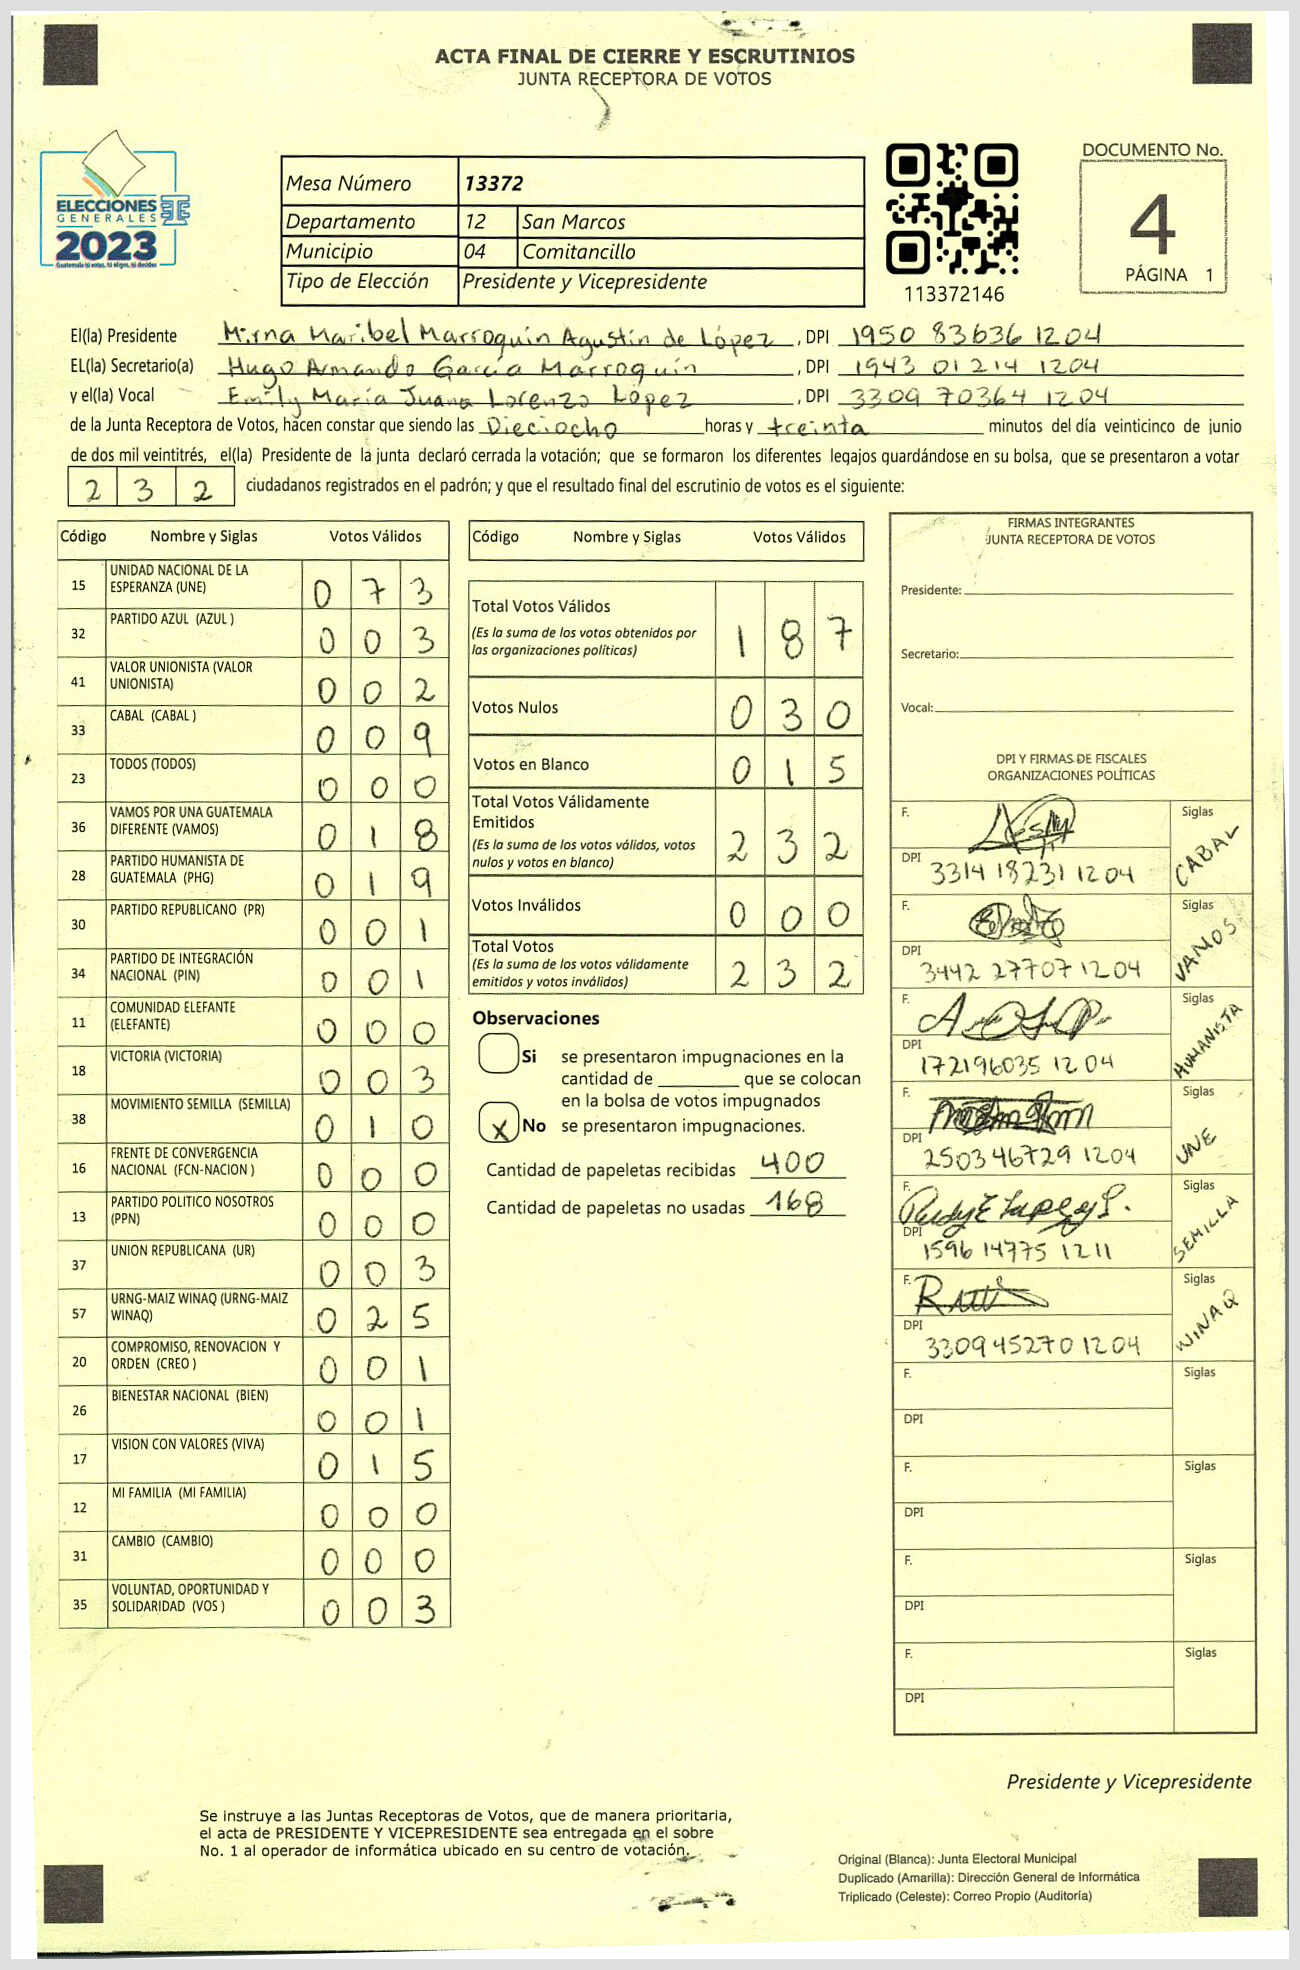 ACTA FINAL DE CIERRE Y ESCRUTINIOS
JUNTA RECEPTORA DE VOTOS
ELECCIONES
GENERALES
2023
Guatemala tú votas, tú eliges, tú decides
Mesa Número 13372
Departamento 12 San Marcos
Municipio 04 Comitancillo
Tipo de Elección Presidente y Vicepresidente
113372146
DOCUMENTO No.
4
PÁGINA 1
El(la) Presidente Mirna Maribel Marroquín Agustín de López, DPI 1950 83636 1204
EL(la) Secretario(a) Hugo Armando García Marroquín, DPI 1943 01214 1204
y el(la) Vocal Emily María Juana Lorenzo López, DPI 3309 70364 1204
de la Junta Receptora de Votos, hacen constar que siendo las Dieciocho horas y treinta minutos del día veinticinco de junio
de dos mil veintitrés, el(la) Presidente de la junta declaró cerrada la votación; que se formaron los diferentes legajos guardándose en su bolsa, que se presentaron a votar
2 3 2 ciudadanos registrados en el padrón; y que el resultado final del escrutinio de votos es el siguiente:
Código Nombre y Siglas Votos Válidos
15 UNIDAD NACIONAL DE LA
ESPERANZA (UNE) 0 7 3
32 PARTIDO AZUL (AZUL ) 0 0 3
41 VALOR UNIONISTA (VALOR
UNIONISTA) 0 0 2
33 CABAL (CABAL ) 0 0 9
23 TODOS (TODOS) 0 0 0
36 VAMOS POR UNA GUATEMALA
DIFERENTE (VAMOS) 0 1 8
28 PARTIDO HUMANISTA DE
GUATEMALA (PHG) 0 1 9
30 PARTIDO REPUBLICANO (PR) 0 0 1
34 PARTIDO DE INTEGRACIÓN
NACIONAL (PIN) 0 0 1
11 COMUNIDAD ELEFANTE
(ELEFANTE) 0 0 0
18 VICTORIA (VICTORIA) 0 0 3
38 MOVIMIENTO SEMILLA (SEMILLA) 0 1 0
16 FRENTE DE CONVERGENCIA
NACIONAL (FCN-NACION ) 0 0 0
13 PARTIDO POLITICO NOSOTROS
(PPN) 0 0 0
37 UNION REPUBLICANA (UR) 0 0 3
57 URNG-MAIZ WINAQ (URNG-MAIZ
WINAQ) 0 2 5
20 COMPROMISO, RENOVACION Y
ORDEN (CREO ) 0 0 1
26 BIENESTAR NACIONAL (BIEN) 0 0 1
17 VISION CON VALORES (VIVA) 0 1 5
12 MI FAMILIA (MI FAMILIA) 0 0 0
31 CAMBIO (CAMBIO) 0 0 0
35 VOLUNTAD, OPORTUNIDAD Y
SOLIDARIDAD (VOS ) 0 0 3
Código Nombre y Siglas Votos Válidos
Total Votos Válidos 1 8 7
(Es la suma de los votos obtenidos por
las organizaciones políticas)
Votos Nulos 0 3 0
Votos en Blanco 0 1 5
Total Votos Válidamente
Emitidos 2 3 2
(Es la suma de los votos válidos, votos
nulos y votos en blanco)
Votos Inválidos 0 0 0
Total Votos 2 3 2
(Es la suma de los votos válidamente
emitidos y votos inválidos)
Observaciones
Si se presentaron impugnaciones en la
cantidad de ________ que se colocan
en la bolsa de votos impugnados
X No se presentaron impugnaciones.
Cantidad de papeletas recibidas 400
Cantidad de papeletas no usadas 168
FIRMAS INTEGRANTES
JUNTA RECEPTORA DE VOTOS
Presidente:
Secretario:
Vocal:
DPI Y FIRMAS DE FISCALES
ORGANIZACIONES POLÍTICAS
F. Siglas CABAL
DPI 3314 18231 1204
F. Siglas VAMOS
DPI 3442 27707 1204
F. Siglas HUMANISTA
DPI 172196035 1204
F. Siglas UNE
DPI 250346729 1204
F. Siglas SEMILLA
DPI 1596 14775 1211
F. Siglas WINAQ
DPI 330945270 1204
F. Siglas
DPI
F. Siglas
DPI
F. Siglas
DPI
F. Siglas
DPI
Presidente y Vicepresidente
Se instruye a las Juntas Receptoras de Votos, que de manera prioritaria,
el acta de PRESIDENTE Y VICEPRESIDENTE sea entregada en el sobre
No. 1 al operador de informática ubicado en su centro de votación.
Original (Blanca): Junta Electoral Municipal
Duplicado (Amarilla): Dirección General de Informática
Triplicado (Celeste): Correo Propio (Auditoría)